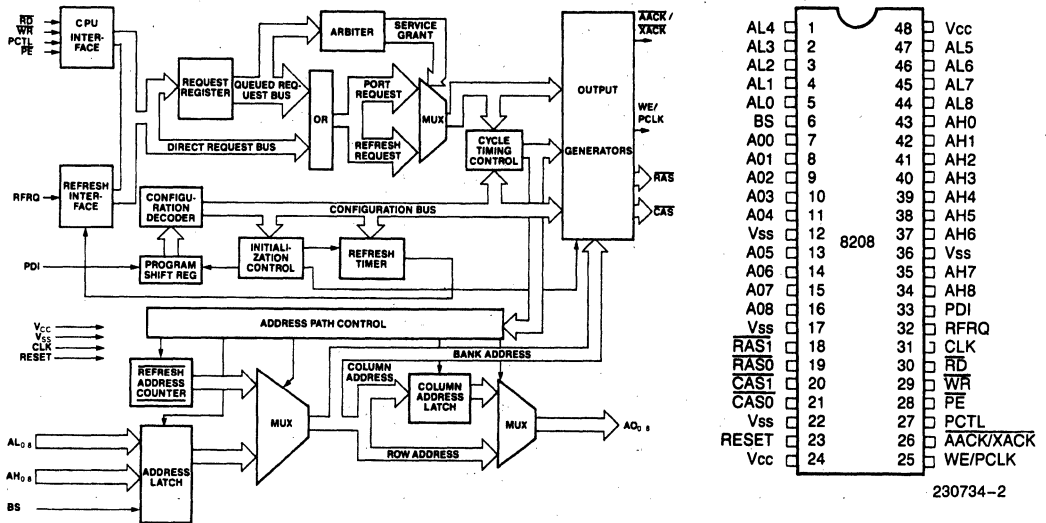 RD
WR
PCTL
PE
CPU
INTER-
FACE
REQUEST
REGISTER
QUEUED REQ-
UEST BUS
ARBITER
SERVICE
GRANT
OR
PORT
REQUEST
MUX
REFRESH
REQUEST
DIRECT REQUEST BUS
CYCLE
TIMING
CONTROL
OUTPUT
GENERATORS
AACK/
XACK
WE/
PCLK
RAS
CAS
RFRQ
REFRESH
INTER-
FACE
CONFIGU-
RATION
DECODER
CONFIGURATION BUS
INITIALI-
ZATION
CONTROL
REFRESH
TIMER
PDI
PROGRAM
SHIFT REG
VCC
VSS
CLK
RESET
ADDRESS PATH CONTROL
BANK ADDRESS
REFRESH
ADDRESS
COUNTER
MUX
COLUMN
ADDRESS
COLUMN
ADDRESS
LATCH
MUX
AO0 8
ROW ADDRESS
AL0 8
AH0 8
BS
ADDRESS
LATCH
AL4 1 48 Vcc
AL3 2 47 AL5
AL2 3 46 AL6
AL1 4 45 AL7
AL0 5 44 AL8
BS 6 43 AH0
A00 7 42 AH1
A01 8 41 AH2
A02 9 40 AH3
A03 10 39 AH4
A04 11 38 AH5
Vss 12 37 AH6
8208
A05 13 36 Vss
A06 14 35 AH7
A07 15 34 AH8
A08 16 33 PDI
Vss 17 32 RFRQ
RAS1 18 31 CLK
RAS0 19 30 RD
CAS1 20 29 WR
CAS0 21 28 PE
Vss 22 27 PCTL
RESET 23 26 AACK/XACK
Vcc 24 25 WE/PCLK
230734-2